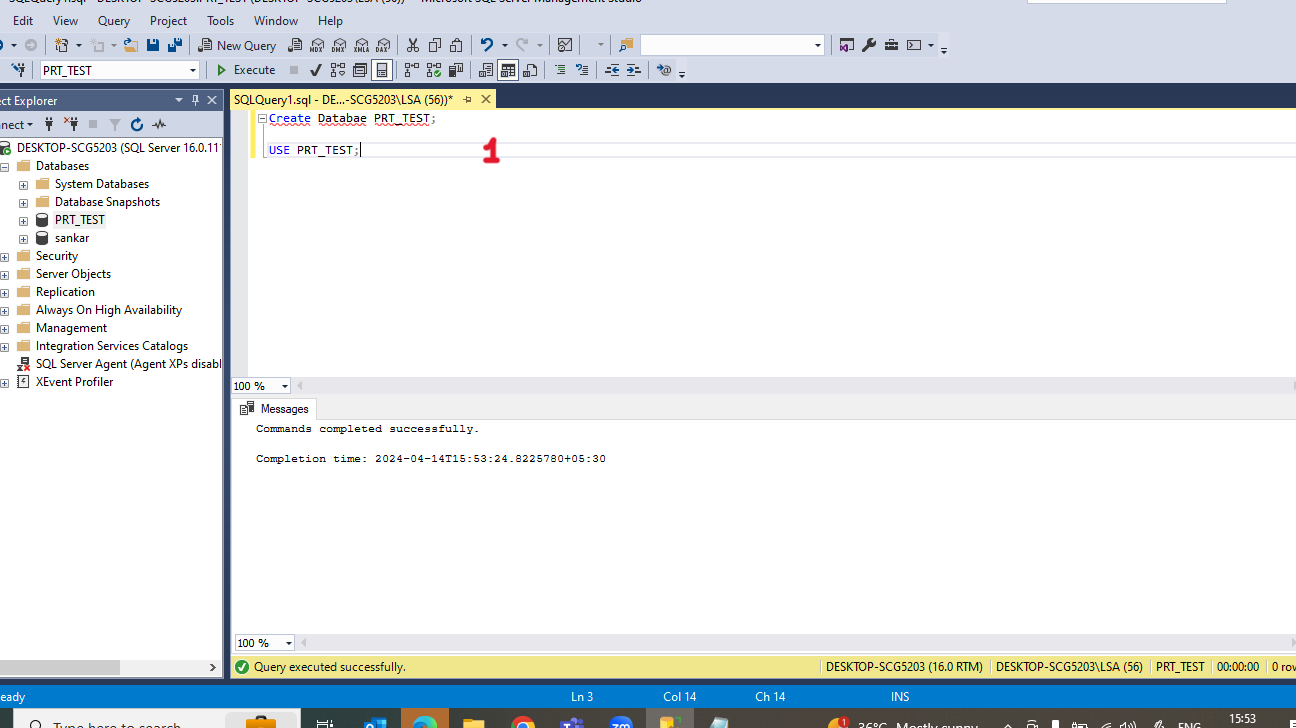 Edit View Query Project Tools Window Help
New Query
PRT_TEST Execute
ect Explorer
SQLQuery1.sql - DE...-SCG5203\LSA (56))*
nnect
DESKTOP-SCG5203 (SQL Server 16.0.11
Databases
System Databases
Database Snapshots
PRT_TEST
sankar
Security
Server Objects
Replication
Always On High Availability
Management
Integration Services Catalogs
SQL Server Agent (Agent XPs disabl
XEvent Profiler
Create Databae PRT_TEST;
USE PRT_TEST;
1
100 %
Messages
Commands completed successfully.
Completion time: 2024-04-14T15:53:24.8225780+05:30
100 %
Query executed successfully. DESKTOP-SCG5203 (16.0 RTM) DESKTOP-SCG5203\LSA (56) PRT_TEST 00:00:00 0 rov
eady Ln 3 Col 14 Ch 14 INS
Type here to search 1 36°C Mostly sunny ENG 15:53